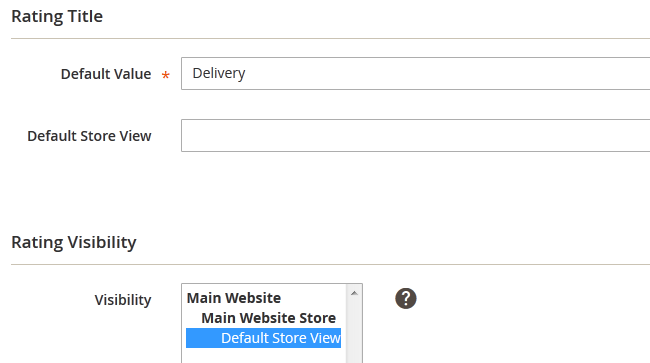 Rating Title
Default Value * Delivery
Default Store View
Rating Visibility
Visibility
Main Website
Main Website Store
Default Store View
?